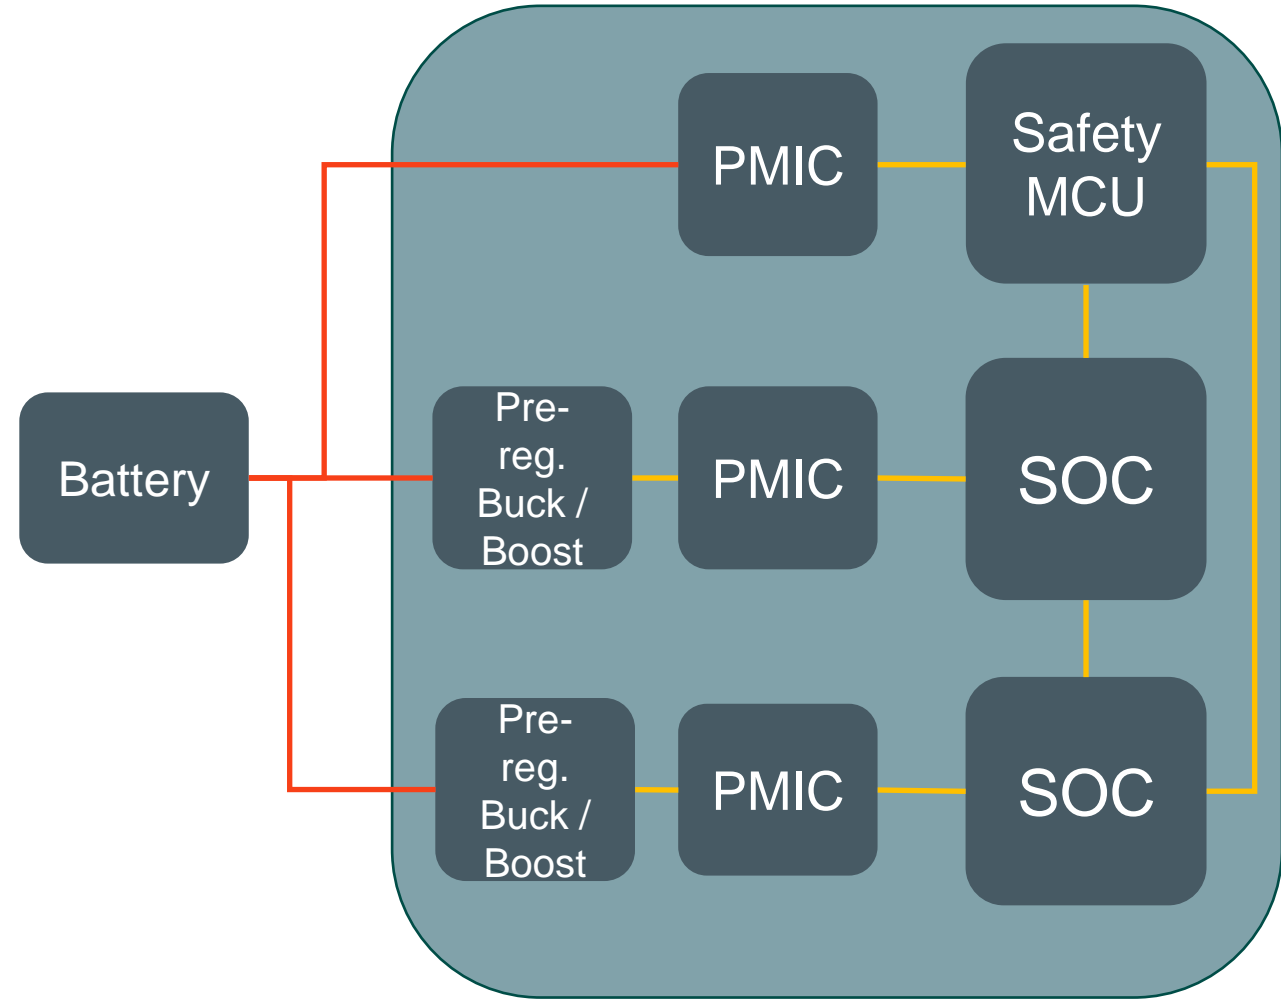 PMIC
Safety
MCU
Battery
Pre-
reg.
Buck /
Boost
PMIC
SOC
Pre-
reg.
Buck /
Boost
PMIC
SOC